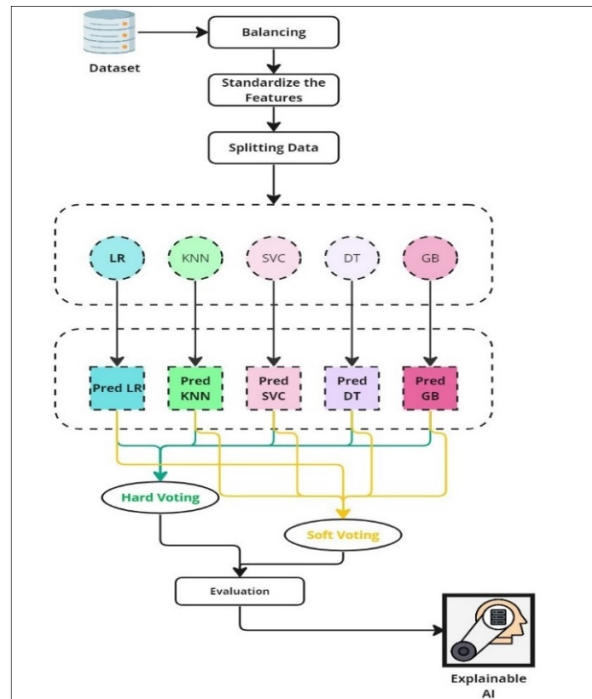 Dataset
Balancing
Standardize the
Features
Splitting Data
LR
KNN
SVC
DT
GB
Pred LR
Pred
KNN
Pred
SVC
Pred
DT
Pred
GB
Hard Voting
Soft Voting
Evaluation
Explainable
AI